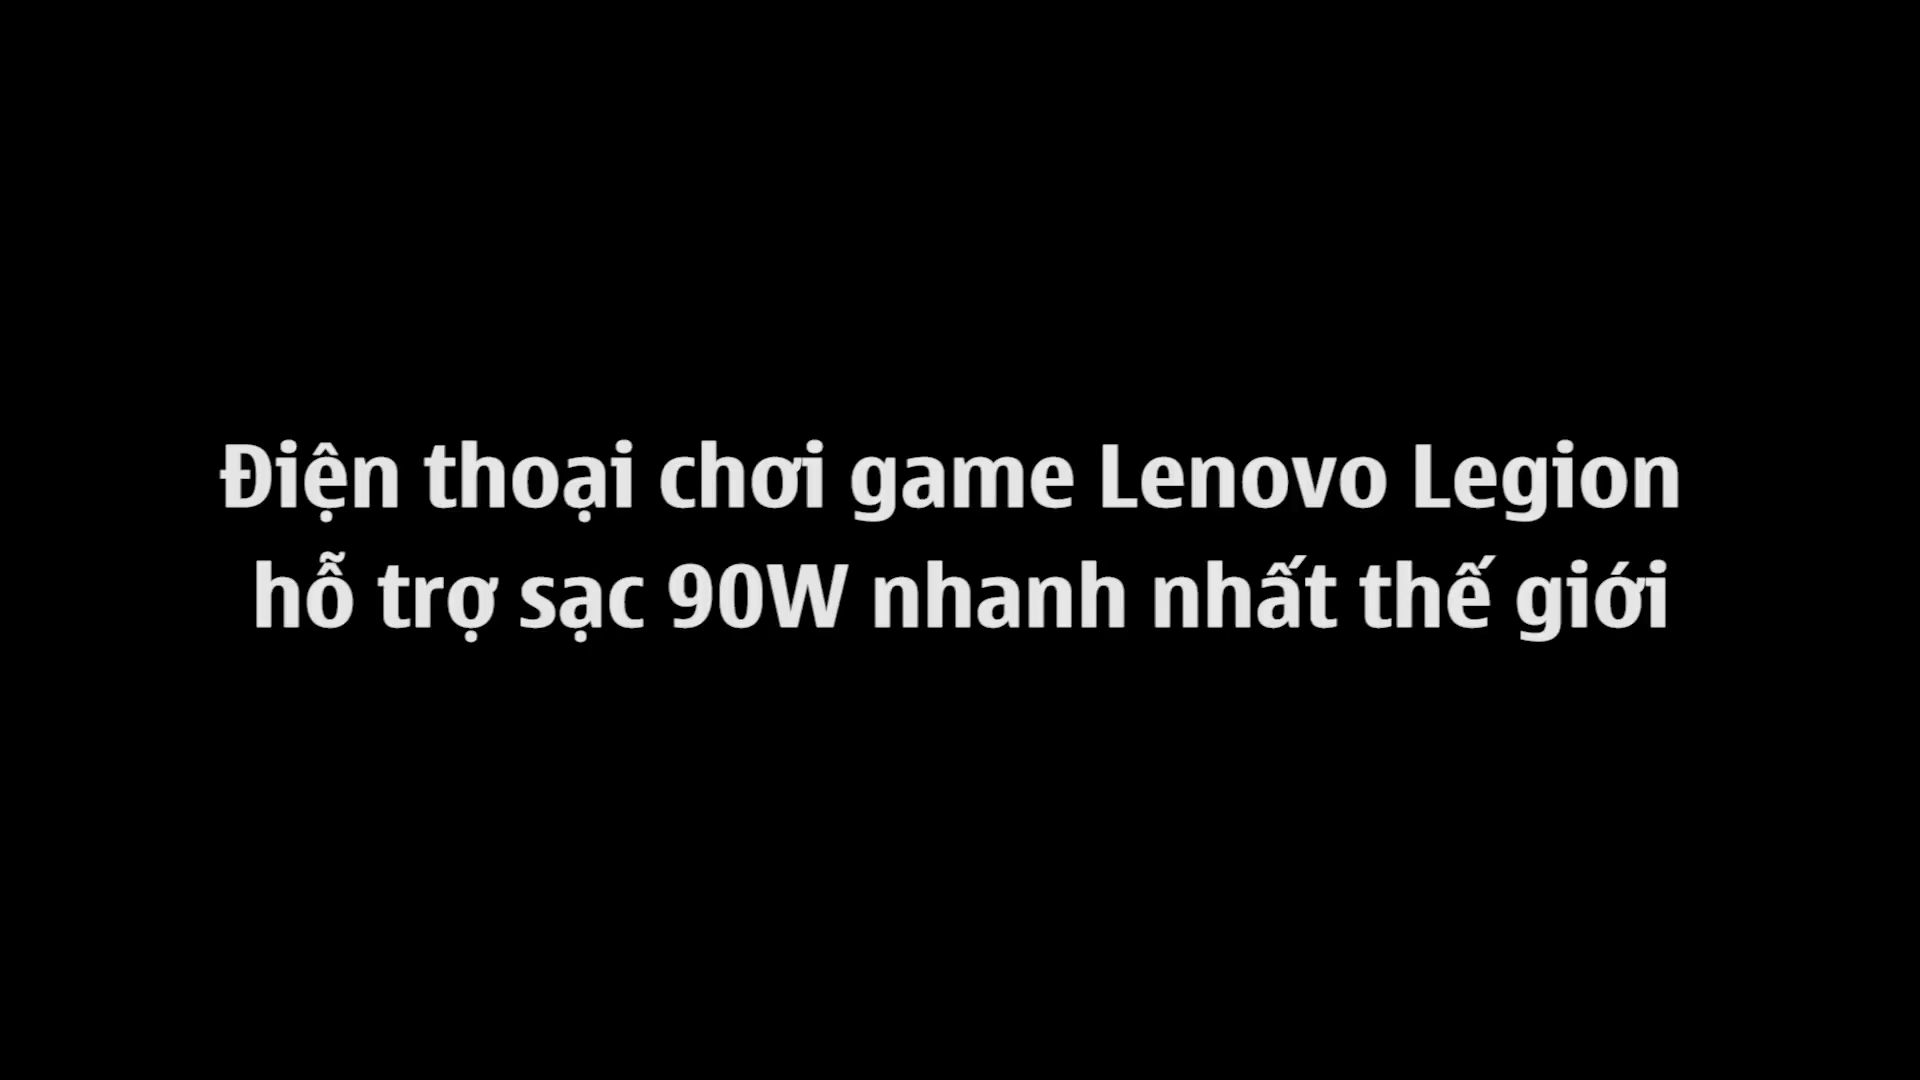 Điện thoại chơi game Lenovo Legion
hỗ trợ sạc 90W nhanh nhất thế giới